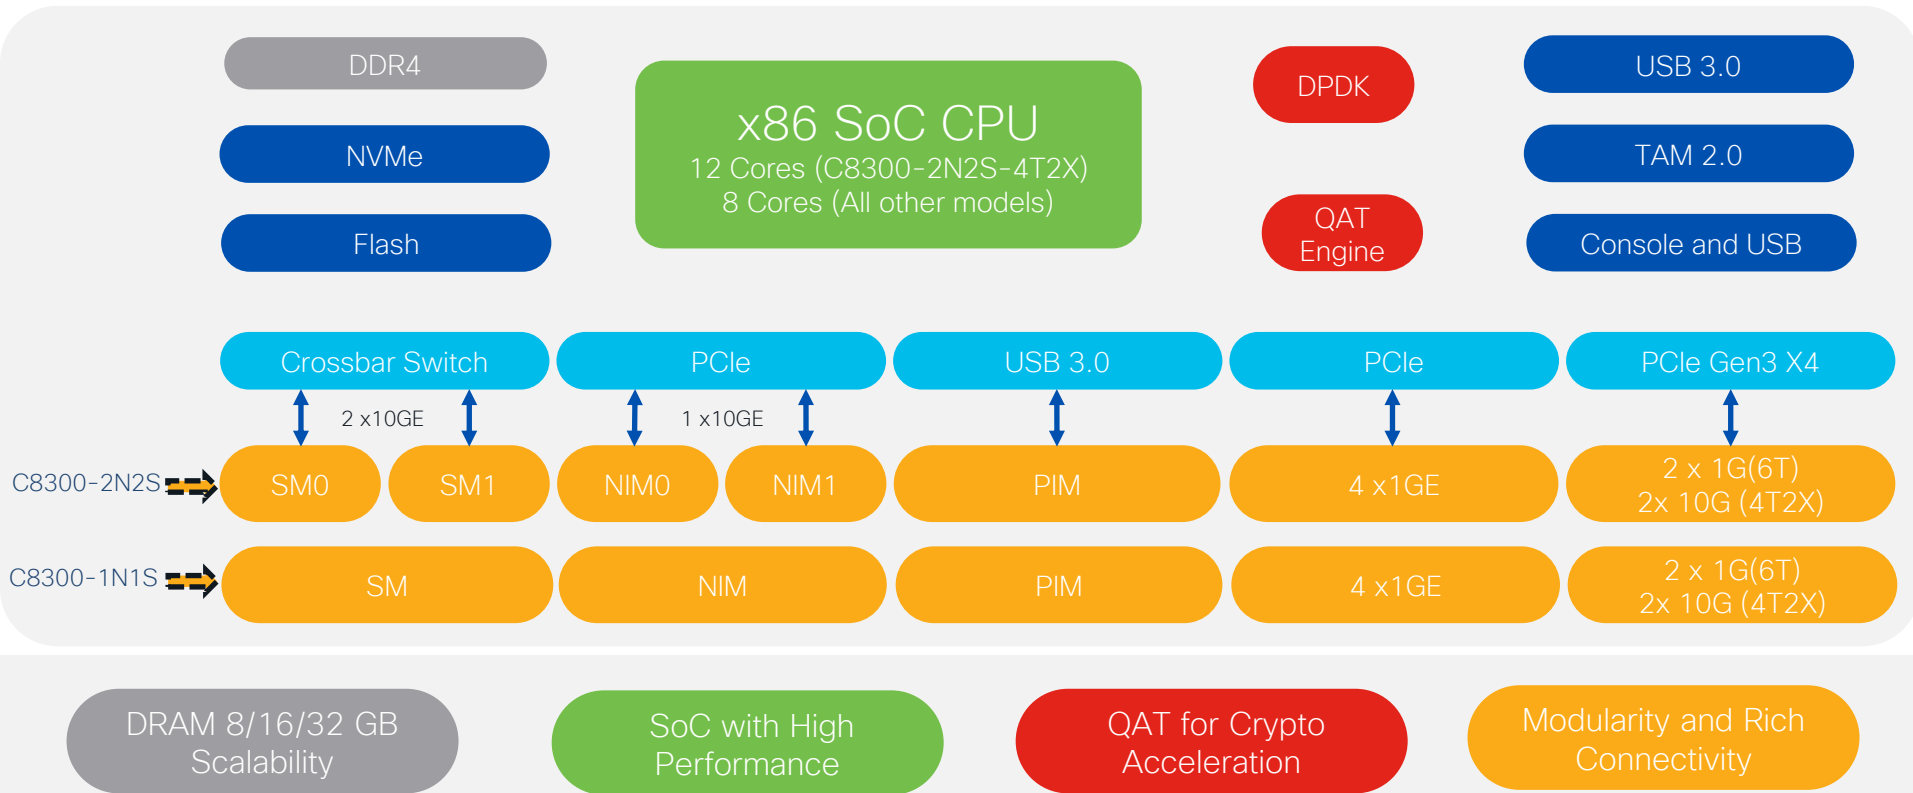 DDR4
NVMe
Flash
x86 SoC CPU
12 Cores (C8300-2N2S-4T2X)
8 Cores (All other models)
DPDK
QAT
Engine
USB 3.0
TAM 2.0
Console and USB
Crossbar Switch
PCIe
USB 3.0
PCIe
PCIe Gen3 X4
2 x10GE
1 x10GE
C8300-2N2S
SM0
SM1
NIM0
NIM1
PIM
4 x1GE
2 x 1G(6T)
2x 10G (4T2X)
C8300-1N1S
SM
NIM
PIM
4 x1GE
2 x 1G(6T)
2x 10G (4T2X)
DRAM 8/16/32 GB
Scalability
SoC with High
Performance
QAT for Crypto
Acceleration
Modularity and Rich
Connectivity